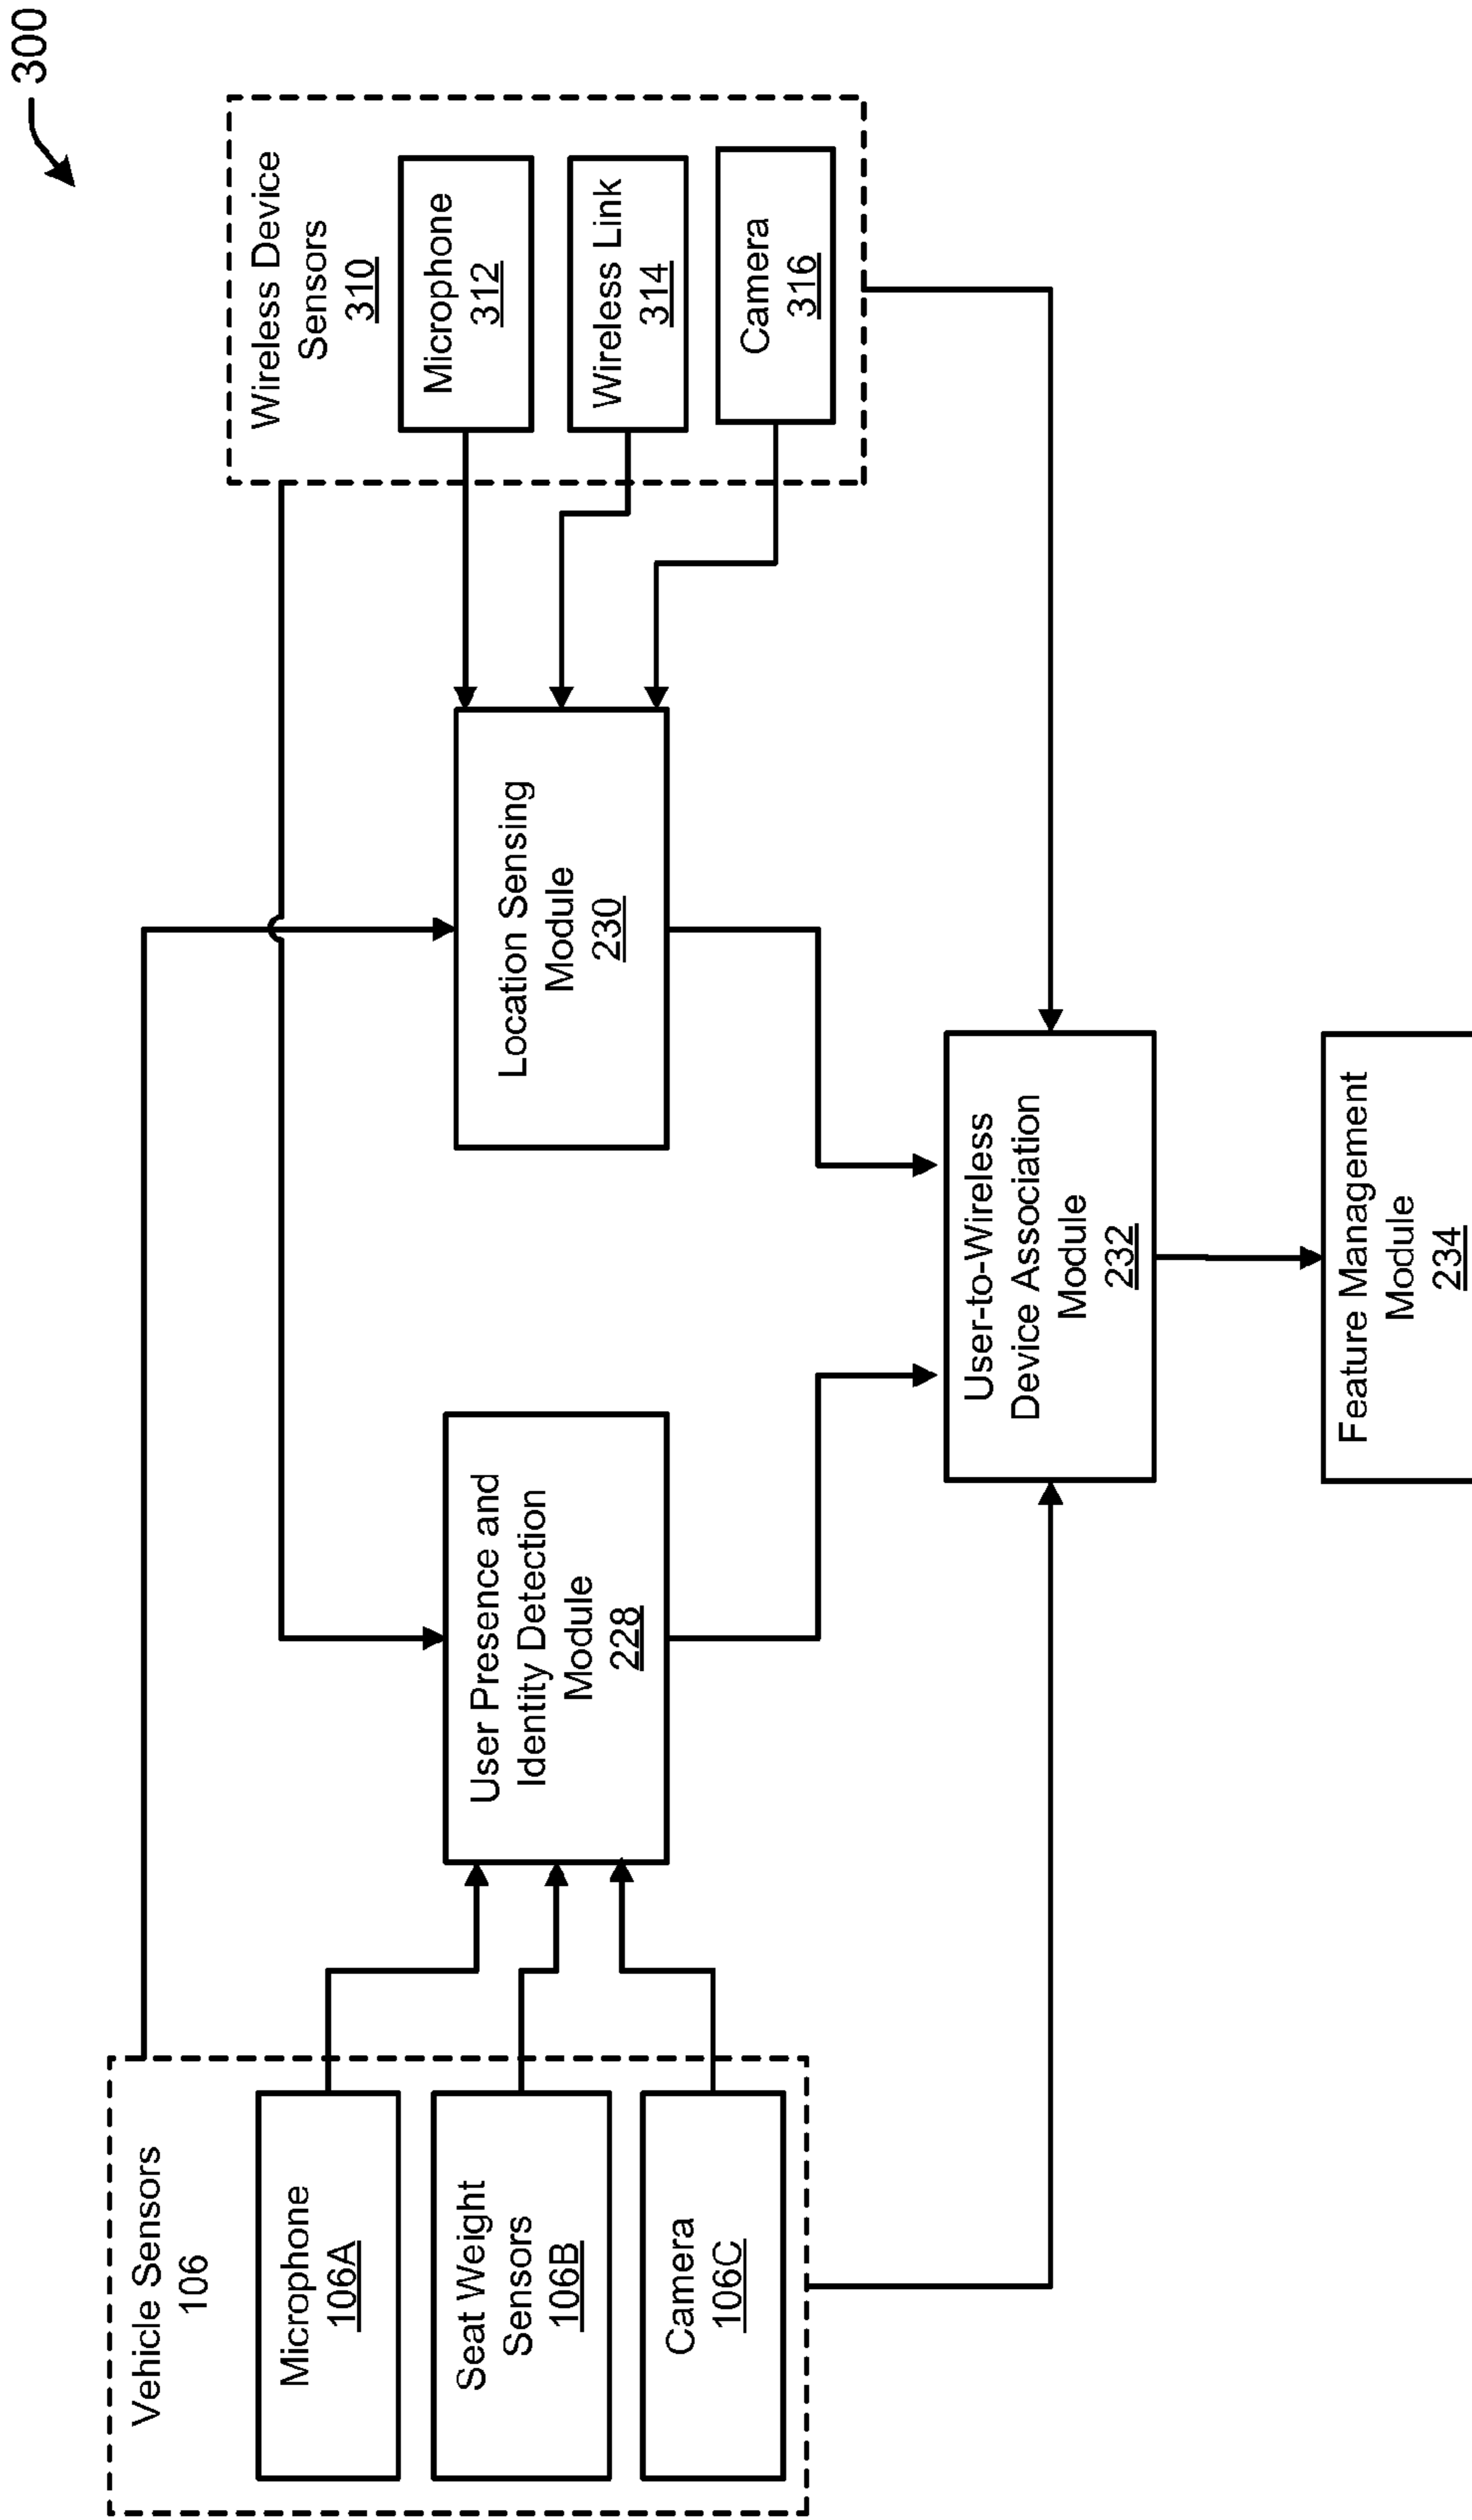 300
Vehicle Sensors
106
Microphone
106A
Seat Weight
Sensors
106B
Camera
106C
User Presence and
Identity Detection
Module
228
Location Sensing
Module
230
Wireless Device
Sensors
310
Microphone
312
Wireless Link
314
Camera
316
User-to-Wireless
Device Association
Module
232
Feature Management
Module
234